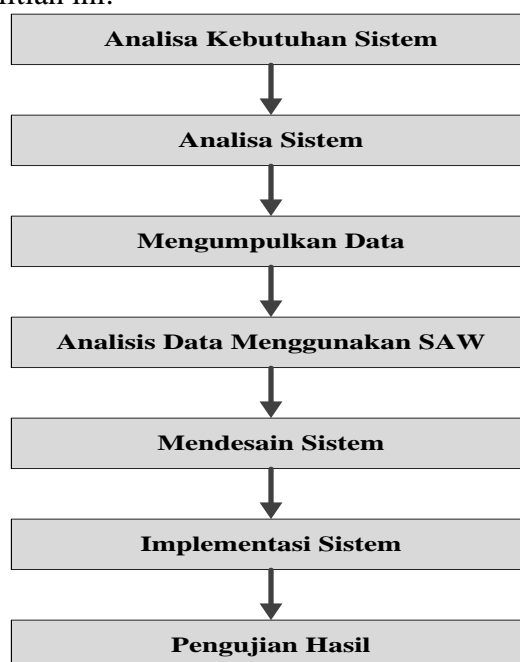 Analisa Kebutuhan Sistem
Analisa Sistem
Mengumpulkan Data
Analisis Data Menggunakan SAW
Mendesain Sistem
Implementasi Sistem
Pengujian Hasil